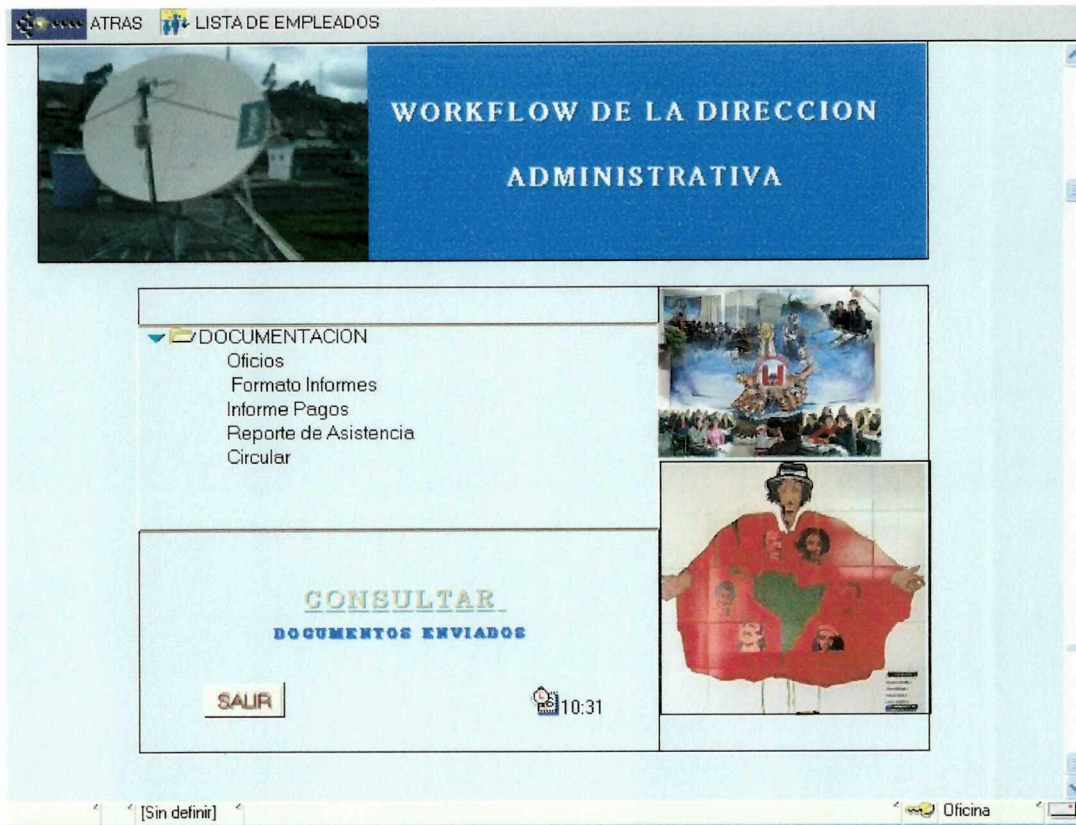 ATRAS LISTA DE EMPLEADOS
WORKFLOW DE LA DIRECCION
ADMINISTRATIVA
DOCUMENTACION
Oficios
Formato Informes
Informe Pagos
Reporte de Asistencia
Circular
CONSULTAR
DOCUMENTOS ENVIADOS
SALIR
10:31
[Sin definir]
Oficina